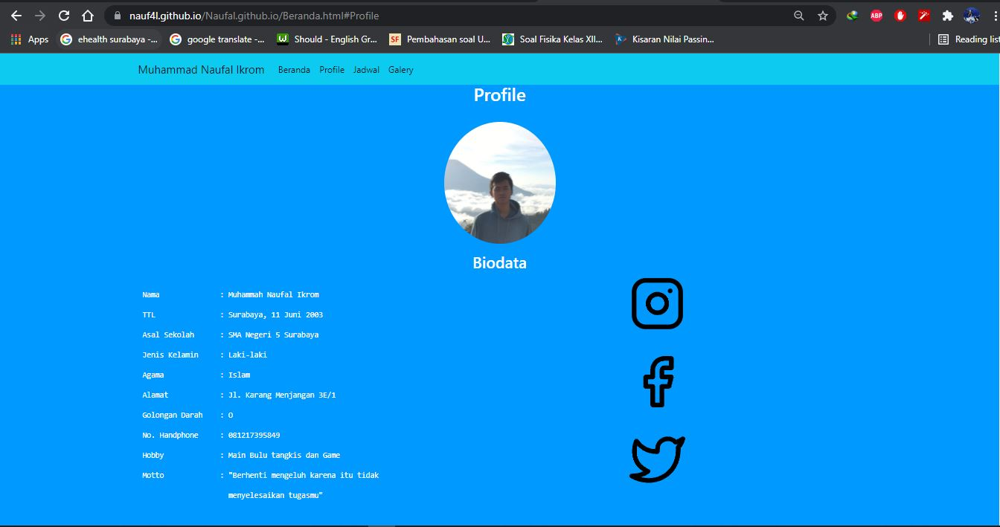 nauf4l.github.io/Naufal.github.io/Beranda.html#Profile
ABP
Apps ehealth surabaya -... google translate -... Should - English Gr... SF Pembahasan soal U... Soal Fisika Kelas XII... Kisaran Nilai Passin... Reading list
Muhammad Naufal Ikrom Beranda Profile Jadwal Galery
Profile
Biodata
Nama : Muhammah Naufal Ikrom
TTL : Surabaya, 11 Juni 2003
Asal Sekolah : SMA Negeri 5 Surabaya
Jenis Kelamin : Laki-laki
Agama : Islam
Alamat : Jl. Karang Menjangan 3E/1
Golongan Darah : O
No. Handphone : 081217395849
Hobby : Main Bulu tangkis dan Game
Motto : "Berhenti mengeluh karena itu tidak
menyelesaikan tugasmu"